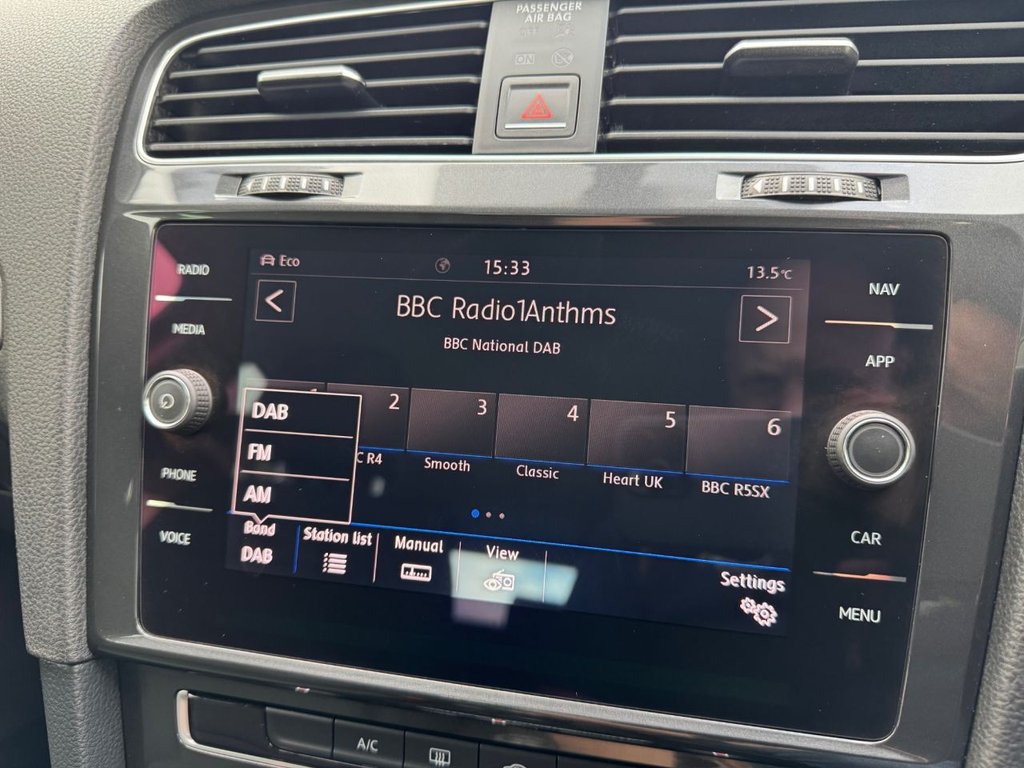 PASSENGER
AIR BAG
OFF
ON
RADIO
MEDIA
PHONE
VOICE
Eco
15:33
13.5°C
BBC Radio1Anthms
BBC National DAB
2
3
4
5
6
C R4
Smooth
Classic
Heart UK
BBC R5SX
DAB
FM
AM
Band
DAB
Station list
Manual
View
Settings
NAV
APP
CAR
MENU
A/C